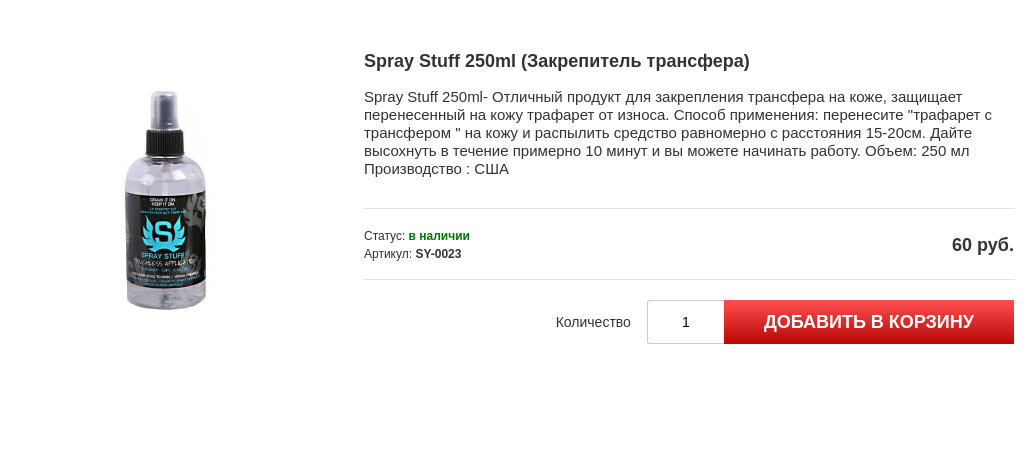 Spray Stuff 250ml (Закрепитель трансфера)
Spray Stuff 250ml- Отличный продукт для закрепления трансфера на коже, защищает
перенесенный на кожу трафарет от износа. Способ применения: перенесите "трафарет с
трансфером " на кожу и распылить средство равномерно с расстояния 15-20см. Дайте
высохнуть в течение примерно 10 минут и вы можете начинать работу. Объем: 250 мл
Производство : США
DRAW IT ON
KEEP IT ON
S
SPRAY STUFF
Статус: в наличии
Артикул: SY-0023
60 руб.
Количество 1 ДОБАВИТЬ В КОРЗИНУ